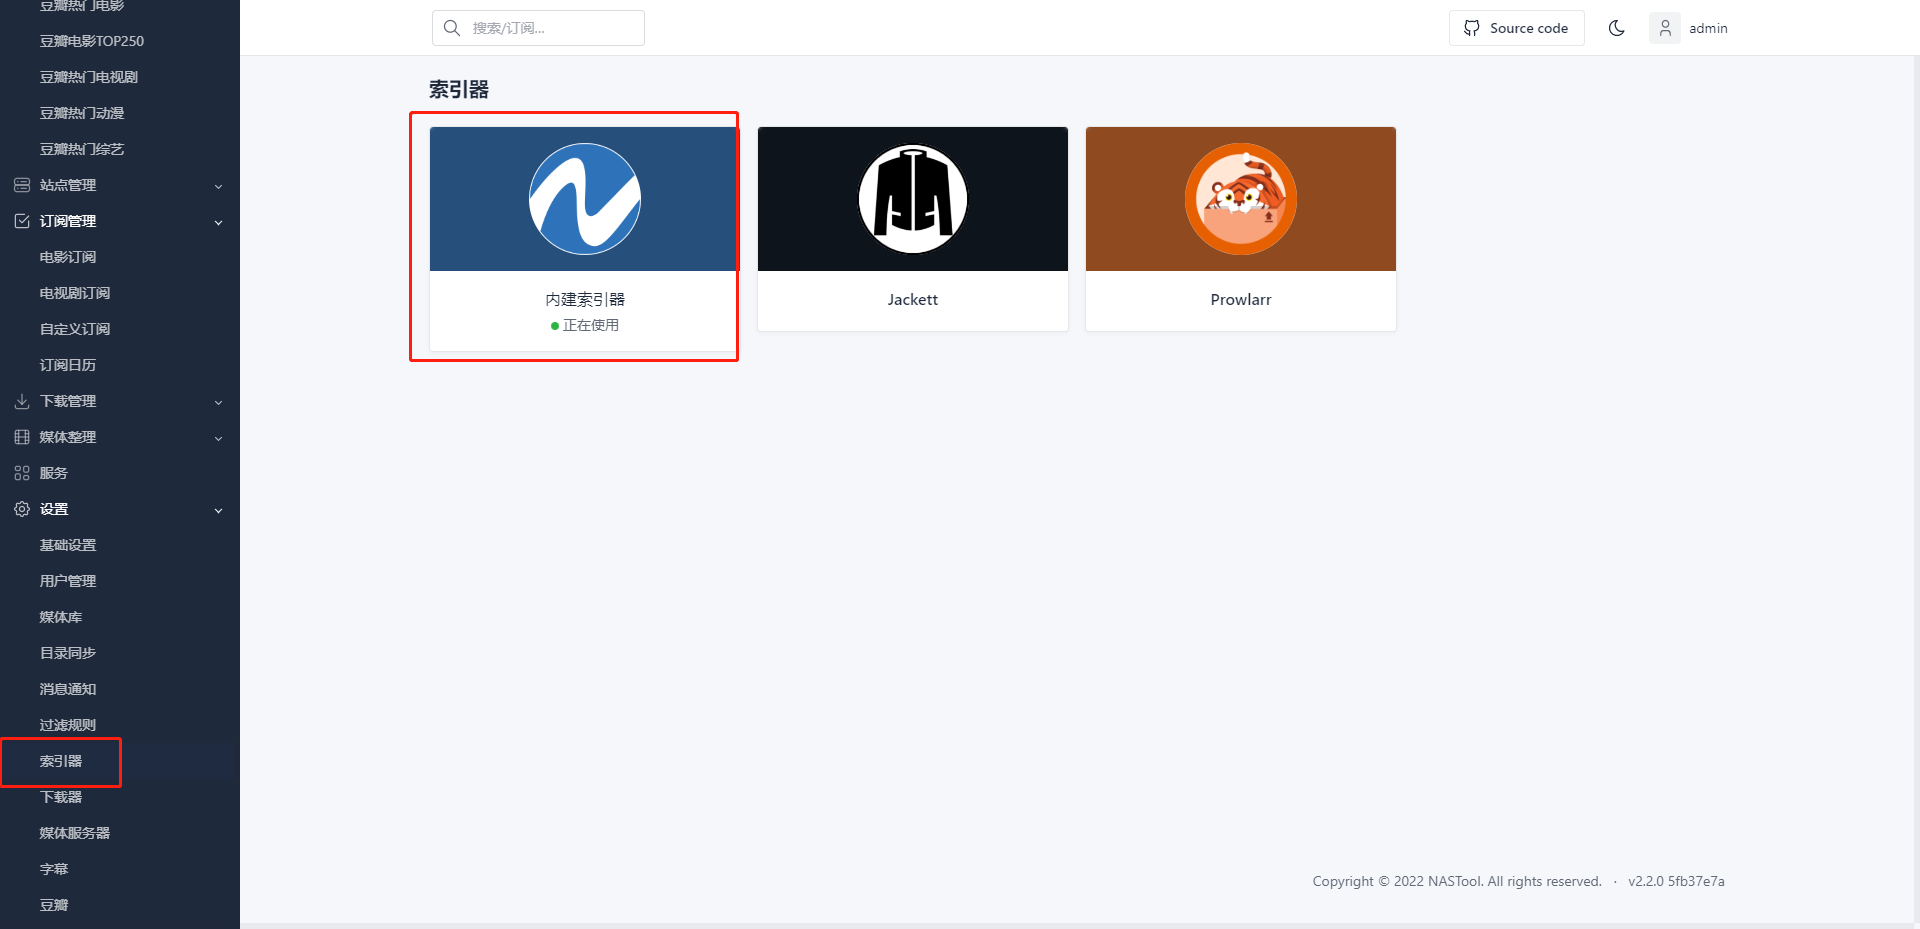 豆瓣热门电影
豆瓣电影TOP250
豆瓣热门电视剧
豆瓣热门动漫
豆瓣热门综艺
站点管理
订阅管理
电影订阅
电视剧订阅
自定义订阅
订阅日历
下载管理
媒体整理
服务
设置
基础设置
用户管理
媒体库
目录同步
消息通知
过滤规则
索引器
下载器
媒体服务器
字幕
豆瓣
搜索/订阅...
Source code
admin
索引器
内建索引器
正在使用
Jackett
Prowlarr
Copyright © 2022 NASTool. All rights reserved. · v2.2.0 5fb37e7a